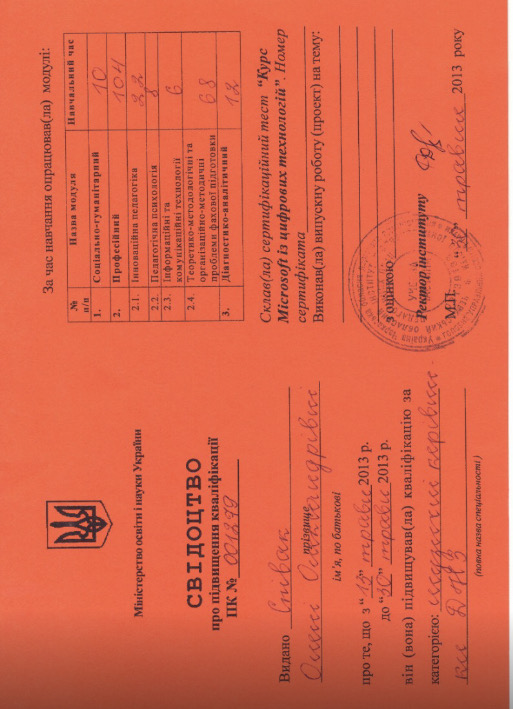 Міністерство освіти і науки України
СВІДОЦТВО
про підвищення кваліфікації
ПК № 001279
Видано Співак
прізвище
Олені Олександрівні
ім'я, по батькові
про те, що з “13” травня 2013 р.
до “30” травня 2013 р.
він (вона) підвищував(ла) кваліфікацію за
категорією: музичні керівни-
ки ДНЗ
(повна назва спеціальності)
За час навчання опрацював(ла) модулі:
№ п/п Назва модуля Навчальний час
1. Соціально-гуманітарний 10
2. Професійний 104
2.1. Інноваційна педагогіка 22
2.2. Педагогічна психологія 8
2.3. Інформаційні та
комунікаційні технології 6
2.4. Теоретико-методологічні та
організаційно-методичні
проблеми фахової підготовки 68
3. Діагностико-аналітичний 12
Склав(ла) сертифікаційний тест “Курс
Microsoft із цифрових технологій”. Номер
сертифіката
Виконав(ла) випускну роботу (проект) на тему:
з оцінкою
Ректор інституту
М.П. “30” травня 2013 року